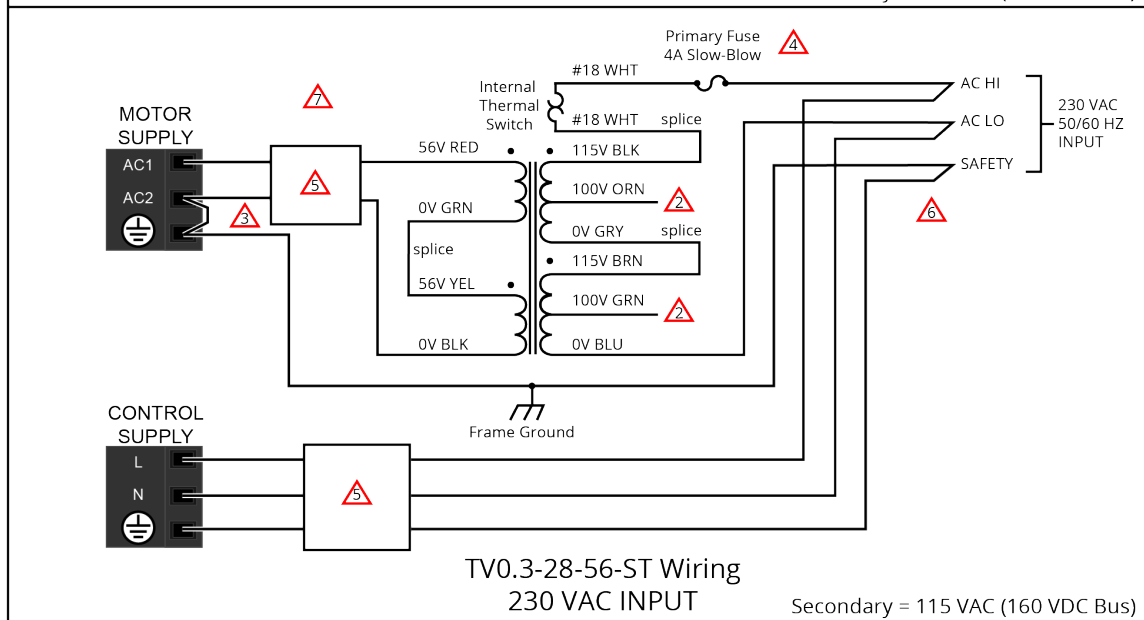 Primary Fuse
4A Slow-Blow
4
#18 WHT
AC HI
Internal
Thermal
Switch
7
230 VAC
50/60 HZ
INPUT
MOTOR
SUPPLY
#18 WHT
splice
AC LO
56V RED
115V BLK
AC1
SAFETY
5
100V ORN
2
AC2
3
0V GRN
6
0V GRY
splice
splice
115V BRN
56V YEL
100V GRN
2
0V BLK
0V BLU
Frame Ground
CONTROL
SUPPLY
L
N
5
TV0.3-28-56-ST Wiring
230 VAC INPUT
Secondary = 115 VAC (160 VDC Bus)